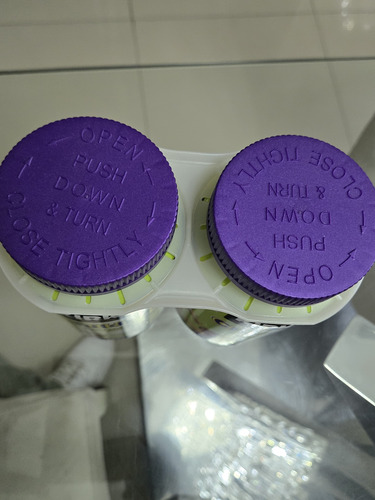 OPEN
PUSH
DOWN
& TURN
CLOSE TIGHTLY
OPEN
PUSH
DOWN
& TURN
CLOSE TIGHTLY